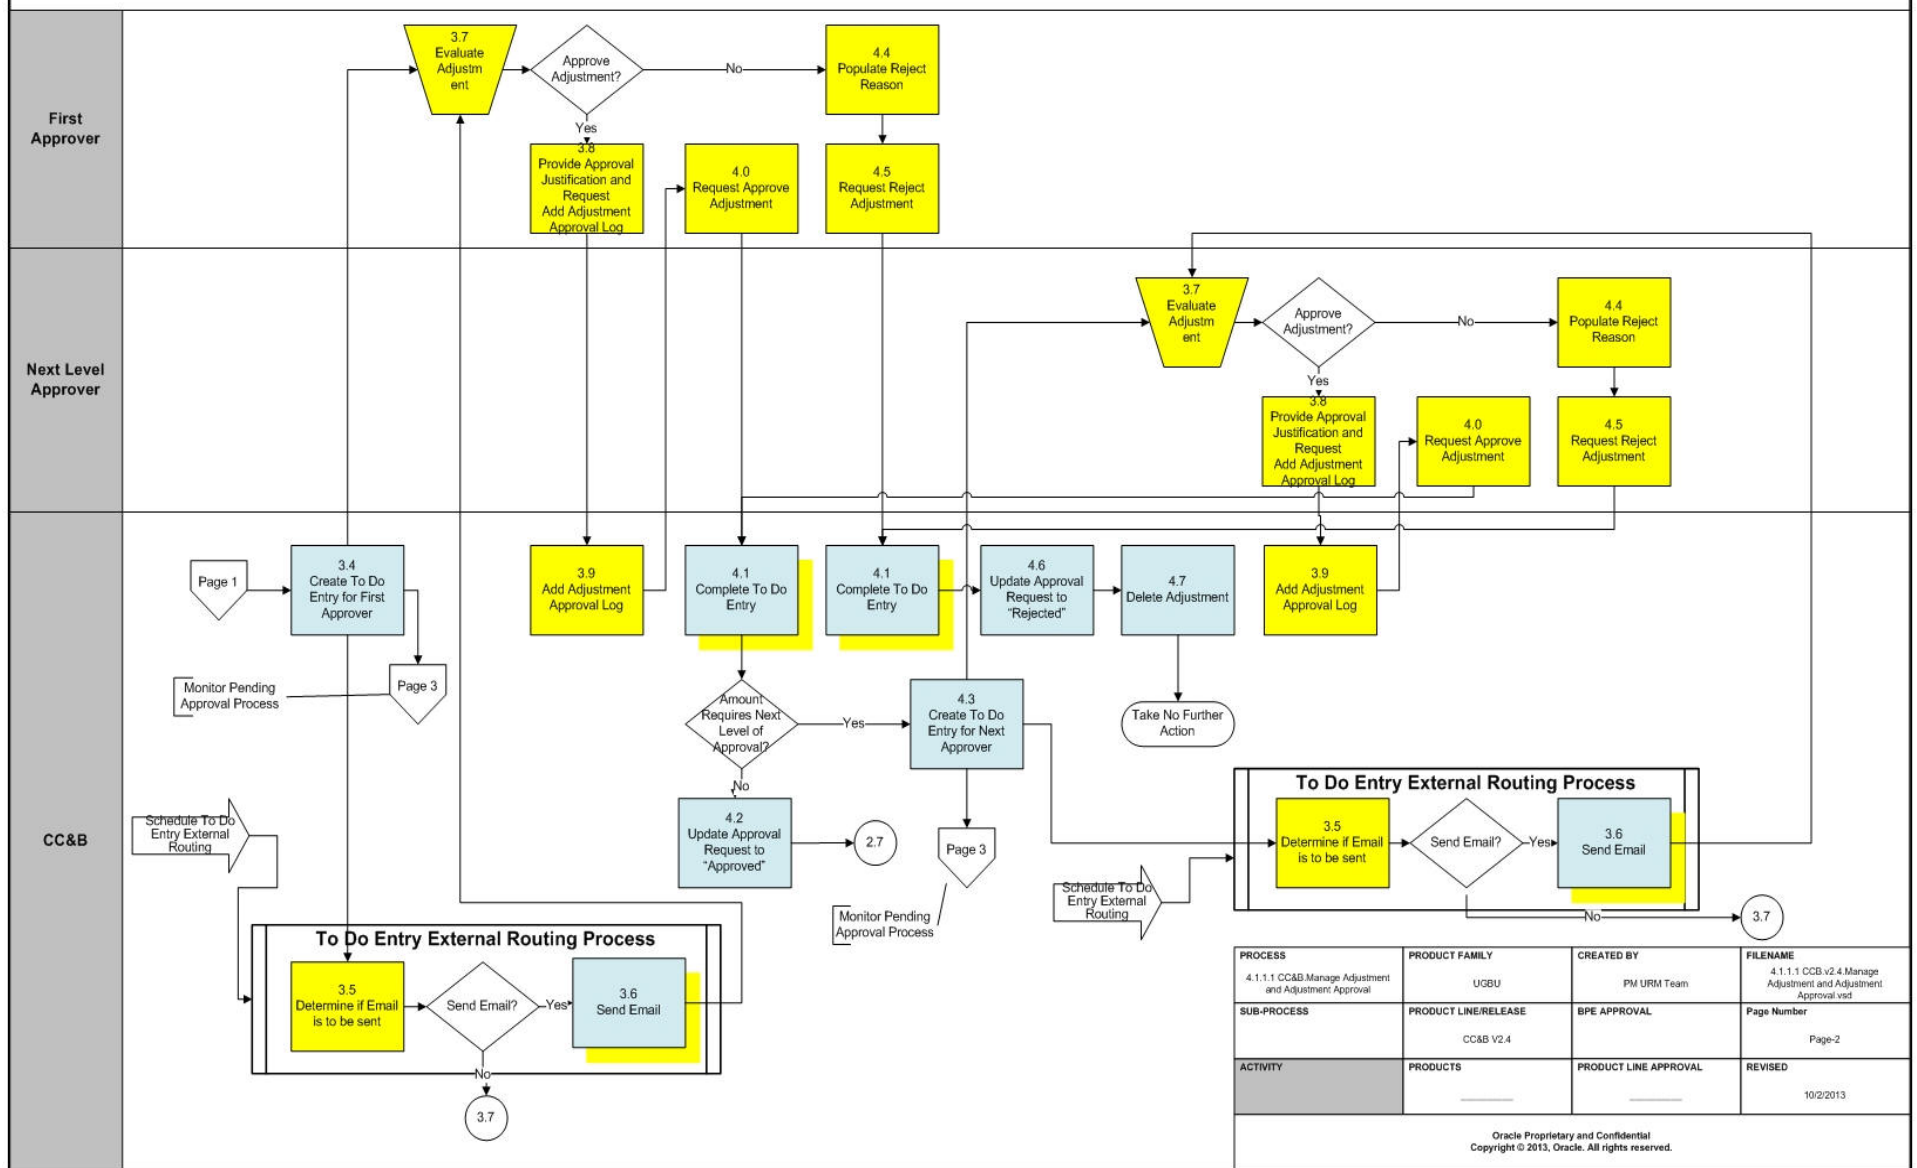 First
Approver
3.7
Evaluate
Adjustm
ent
Approve
Adjustment?
No
4.4
Populate Reject
Reason
Yes
3.8
Provide Approval
Justification and
Request
Add Adjustment
Approval Log
4.0
Request Approve
Adjustment
4.5
Request Reject
Adjustment
Next Level
Approver
3.7
Evaluate
Adjustm
ent
Approve
Adjustment?
No
4.4
Populate Reject
Reason
Yes
3.8
Provide Approval
Justification and
Request
Add Adjustment
Approval Log
4.0
Request Approve
Adjustment
4.5
Request Reject
Adjustment
CC&B
Page 1
3.4
Create To Do
Entry for First
Approver
3.9
Add Adjustment
Approval Log
4.1
Complete To Do
Entry
4.1
Complete To Do
Entry
4.6
Update Approval
Request to
“Rejected”
4.7
Delete Adjustment
3.9
Add Adjustment
Approval Log
Monitor Pending
Approval Process
Page 3
Amount
Requires Next
Level of
Approval?
Yes
4.3
Create To Do
Entry for Next
Approver
Take No Further
Action
No
4.2
Update Approval
Request to
“Approved”
2.7
Page 3
Monitor Pending
Approval Process
Schedule To Do
Entry External
Routing
To Do Entry External Routing Process
3.5
Determine if Email
is to be sent
Send Email?
Yes
3.6
Send Email
No
3.7
Schedule To Do
Entry External
Routing
To Do Entry External Routing Process
3.5
Determine if Email
is to be sent
Send Email?
Yes
3.6
Send Email
No
3.7
PROCESS
4.1.1.1 CC&B.Manage Adjustment
and Adjustment Approval
PRODUCT FAMILY
UGBU
CREATED BY
PM URM Team
FILENAME
4.1.1.1 CCB.v2.4.Manage
Adjustment and Adjustment
Approval.vsd
SUB-PROCESS
PRODUCT LINE/RELEASE
CC&B V2.4
BPE APPROVAL
Page Number
Page-2
ACTIVITY
PRODUCTS
PRODUCT LINE APPROVAL
REVISED
10/2/2013
Oracle Proprietary and Confidential
Copyright © 2013, Oracle. All rights reserved.